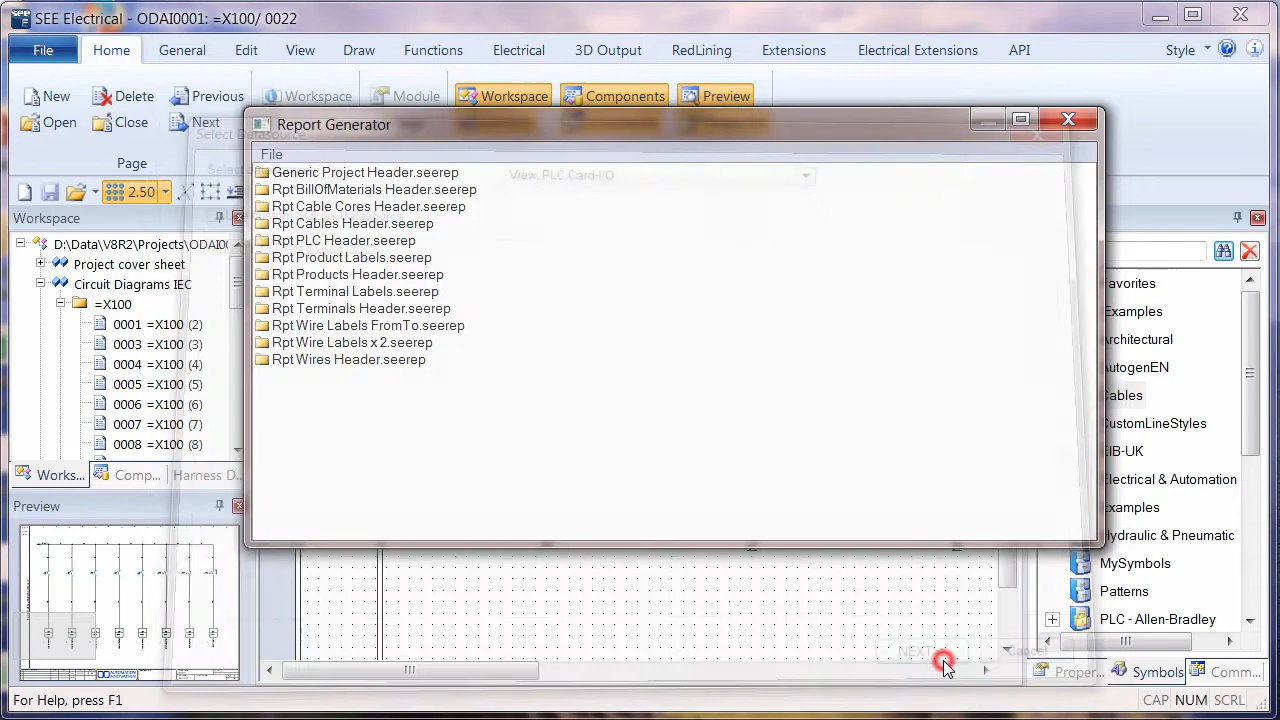 SEE Electrical - ODAI0001: =X100/ 0022
File Home General Edit View Draw Functions Electrical 3D Output RedLining Extensions Electrical Extensions API Style
New Delete Previous Workspace Module Workspace Components Preview
Open Close Next
Page
Select Datasource
Report Generator
File
Generic Project Header.seerep
Rpt BillOfMaterials Header.seerep
Rpt Cable Cores Header.seerep
Rpt Cables Header.seerep
Rpt PLC Header.seerep
Rpt Product Labels.seerep
Rpt Products Header.seerep
Rpt Terminal Labels.seerep
Rpt Terminals Header.seerep
Rpt Wire Labels FromTo.seerep
Rpt Wire Labels x 2.seerep
Rpt Wires Header.seerep
View, PLC Card-I/O
2.50
Workspace
D:\Data\V8R2\Projects\ODAI0
Project cover sheet
Circuit Diagrams IEC
=X100
0001 =X100 (2)
0003 =X100 (3)
0004 =X100 (4)
0005 =X100 (5)
0006 =X100 (6)
0007 =X100 (7)
0008 =X100 (8)
Works... Comp... Harness D...
Preview
avorites
Examples
Architectural
AutogenEN
Cables
CustomLineStyles
EIB-UK
Electrical & Automation
Examples
Hydraulic & Pneumatic
MySymbols
Patterns
PLC - Allen-Bradley
NEXT Cancel
Proper... Symbols Comm...
For Help, press F1
CAP NUM SCRL